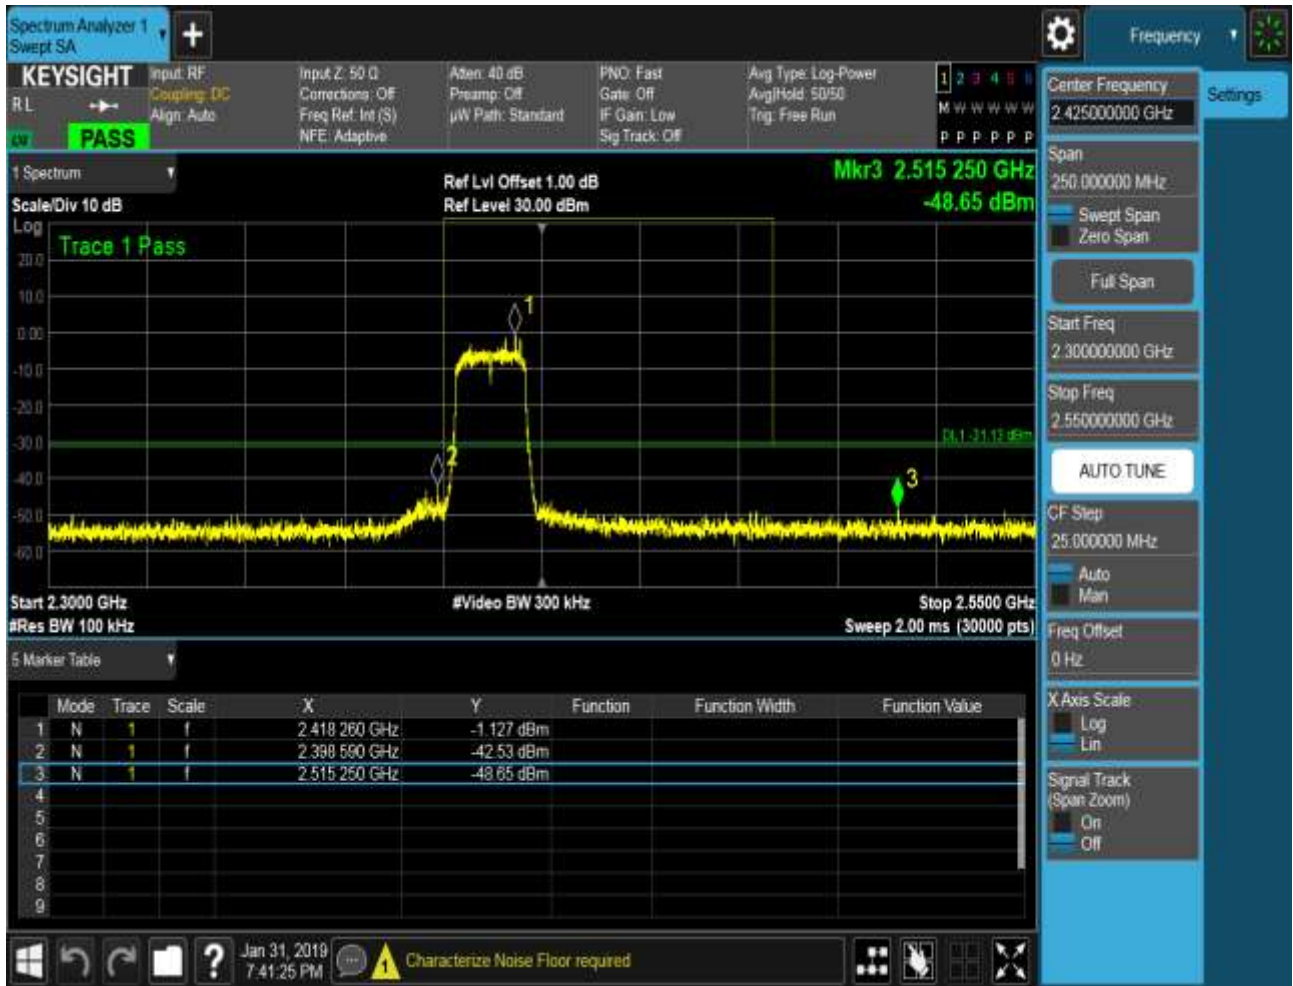 Spectrum Analyzer 1
Swept SA
+
Frequency
KEYSIGHT
Input: RF
Coupling: DC
Align: Auto
Input Z: 50 Ω
Corrections: Off
Freq Ref: Int (S)
NFE: Adaptive
Atten: 40 dB
Preamp: Off
µW Path: Standard
PNO: Fast
Gate: Off
IF Gain: Low
Sig Track: Off
Avg Type: Log-Power
Avg|Hold: 50/50
Trig: Free Run
1 2 3 4 5 6
M W W W W W
P P P P P P
R L
PASS
1 Spectrum
Ref Lvl Offset 1.00 dB
Mkr3 2.515 250 GHz
Scale/Div 10 dB
Ref Level 30.00 dBm
-48.65 dBm
Log
Trace 1 Pass
20.0
10.0
0.00
-10.0
-20.0
-30.0
-40.0
-50.0
-60.0
1
2
3
DL1 -31.13 dBm
Start 2.3000 GHz
#Video BW 300 kHz
Stop 2.5500 GHz
#Res BW 100 kHz
Sweep 2.00 ms (30000 pts)
5 Marker Table
Mode Trace Scale X Y Function Function Width Function Value
1 N 1 f 2.418 260 GHz -1.127 dBm
2 N 1 f 2.398 590 GHz -42.53 dBm
3 N 1 f 2.515 250 GHz -48.65 dBm
4
5
6
7
8
9
Jan 31, 2019
7:41:25 PM
Characterize Noise Floor required
Center Frequency
2.425000000 GHz
Settings
Span
250.000000 MHz
Swept Span
Zero Span
Full Span
Start Freq
2.300000000 GHz
Stop Freq
2.550000000 GHz
AUTO TUNE
CF Step
25.000000 MHz
Auto
Man
Freq Offset
0 Hz
X Axis Scale
Log
Lin
Signal Track
(Span Zoom)
On
Off